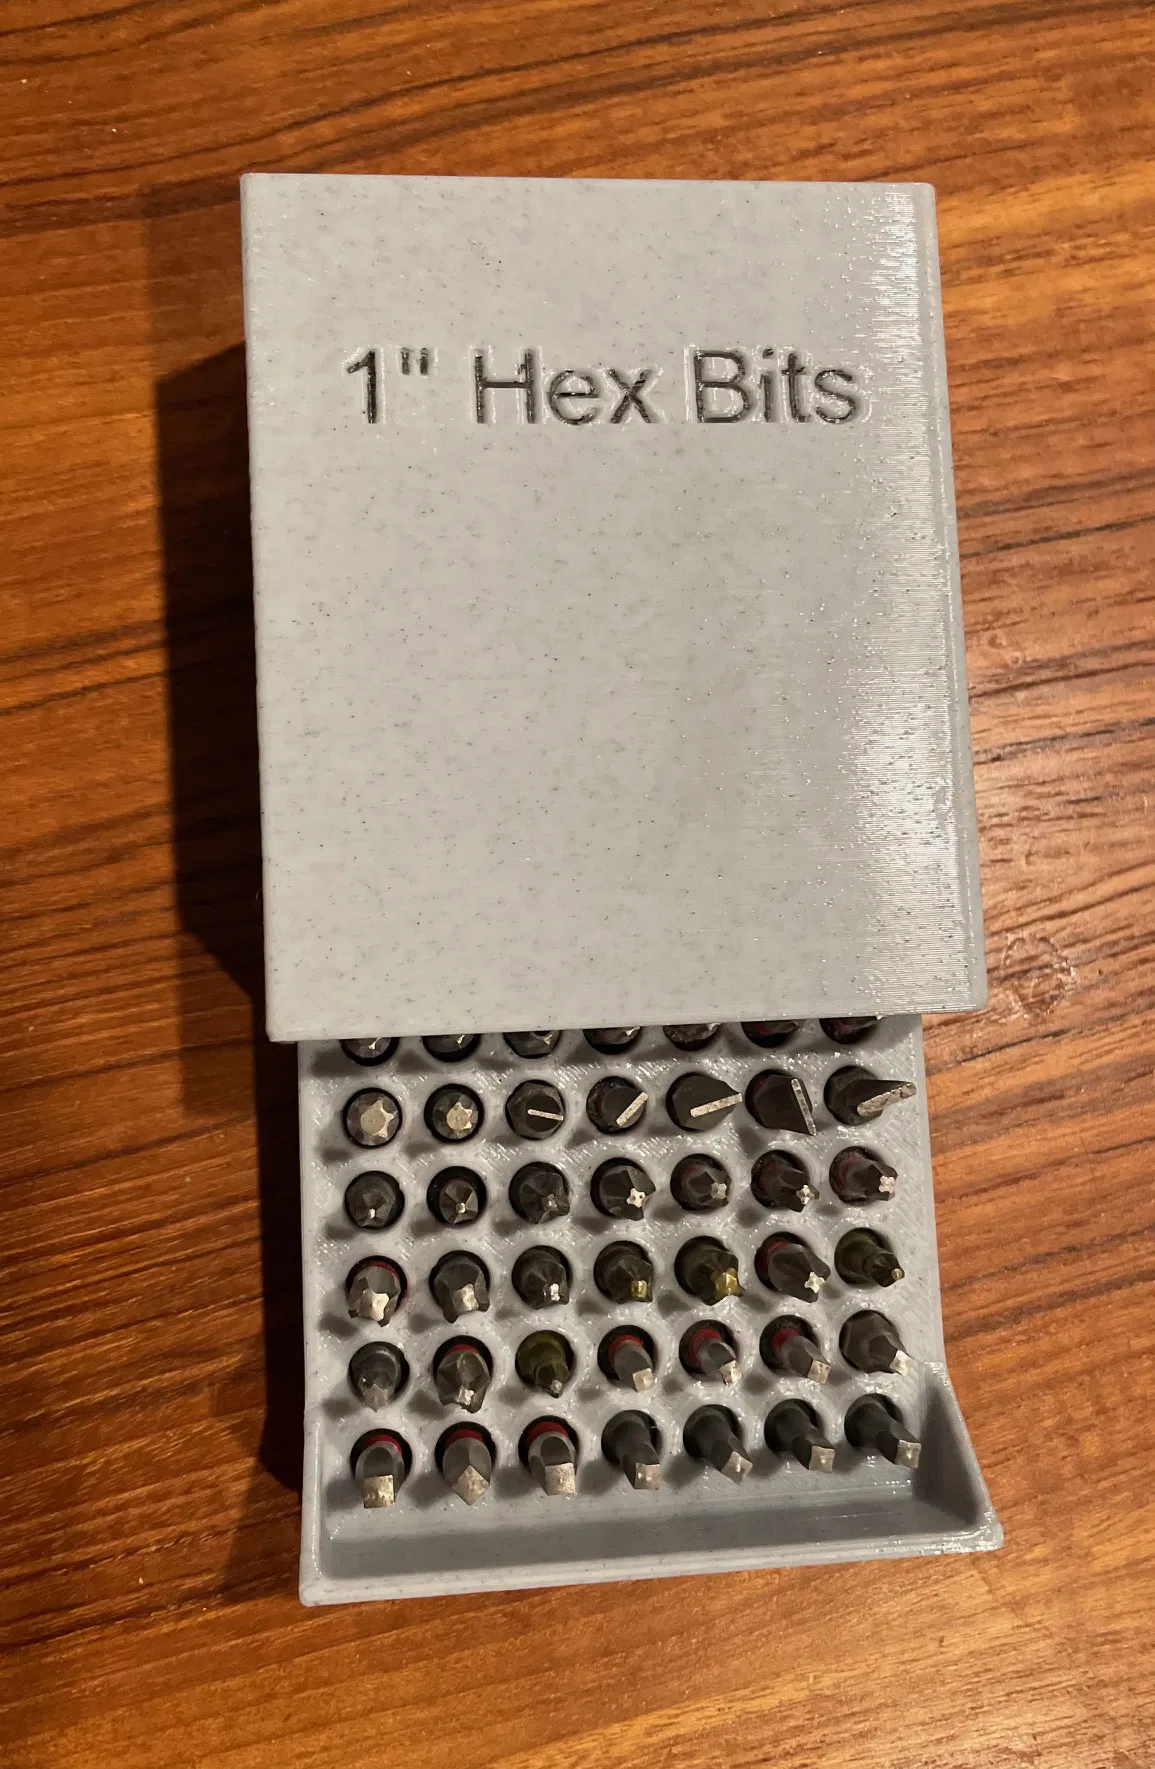 1" Hex Bits